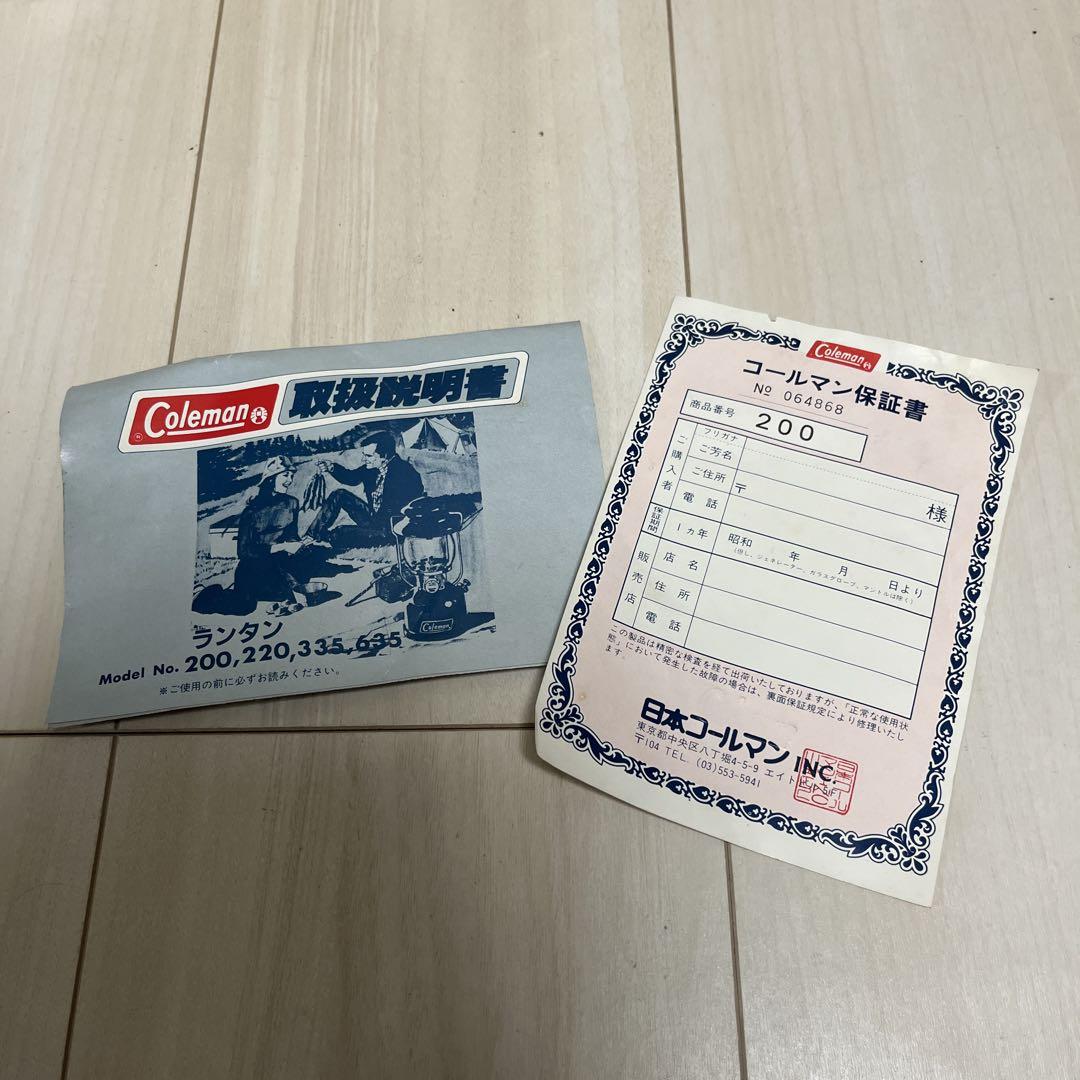 Coleman
取扱説明書
Coleman
ランタン
Model No. 200,220,335,635
※ご使用の前に必ずお読みください。
Coleman
コールマン保証書
No 064868
商品番号 200
ご購入者
フリガナ
ご芳名
様
ご住所
〒
電話
保証期間
1ヵ年
昭和 年 月 日より
(但し、ジェネレーター、ガラスグローブ、マントルは除く)
販売店
店名
住所
電話
この製品は精密な検査を経て出荷いたしておりますが、「正常な使用状
態」において発生した故障の場合は、裏面保証規定により修理いたし
ます。
日本コールマン INC.
東京都中央区八丁堀4-5-9 エイト
〒104 TEL. (03)553-5941